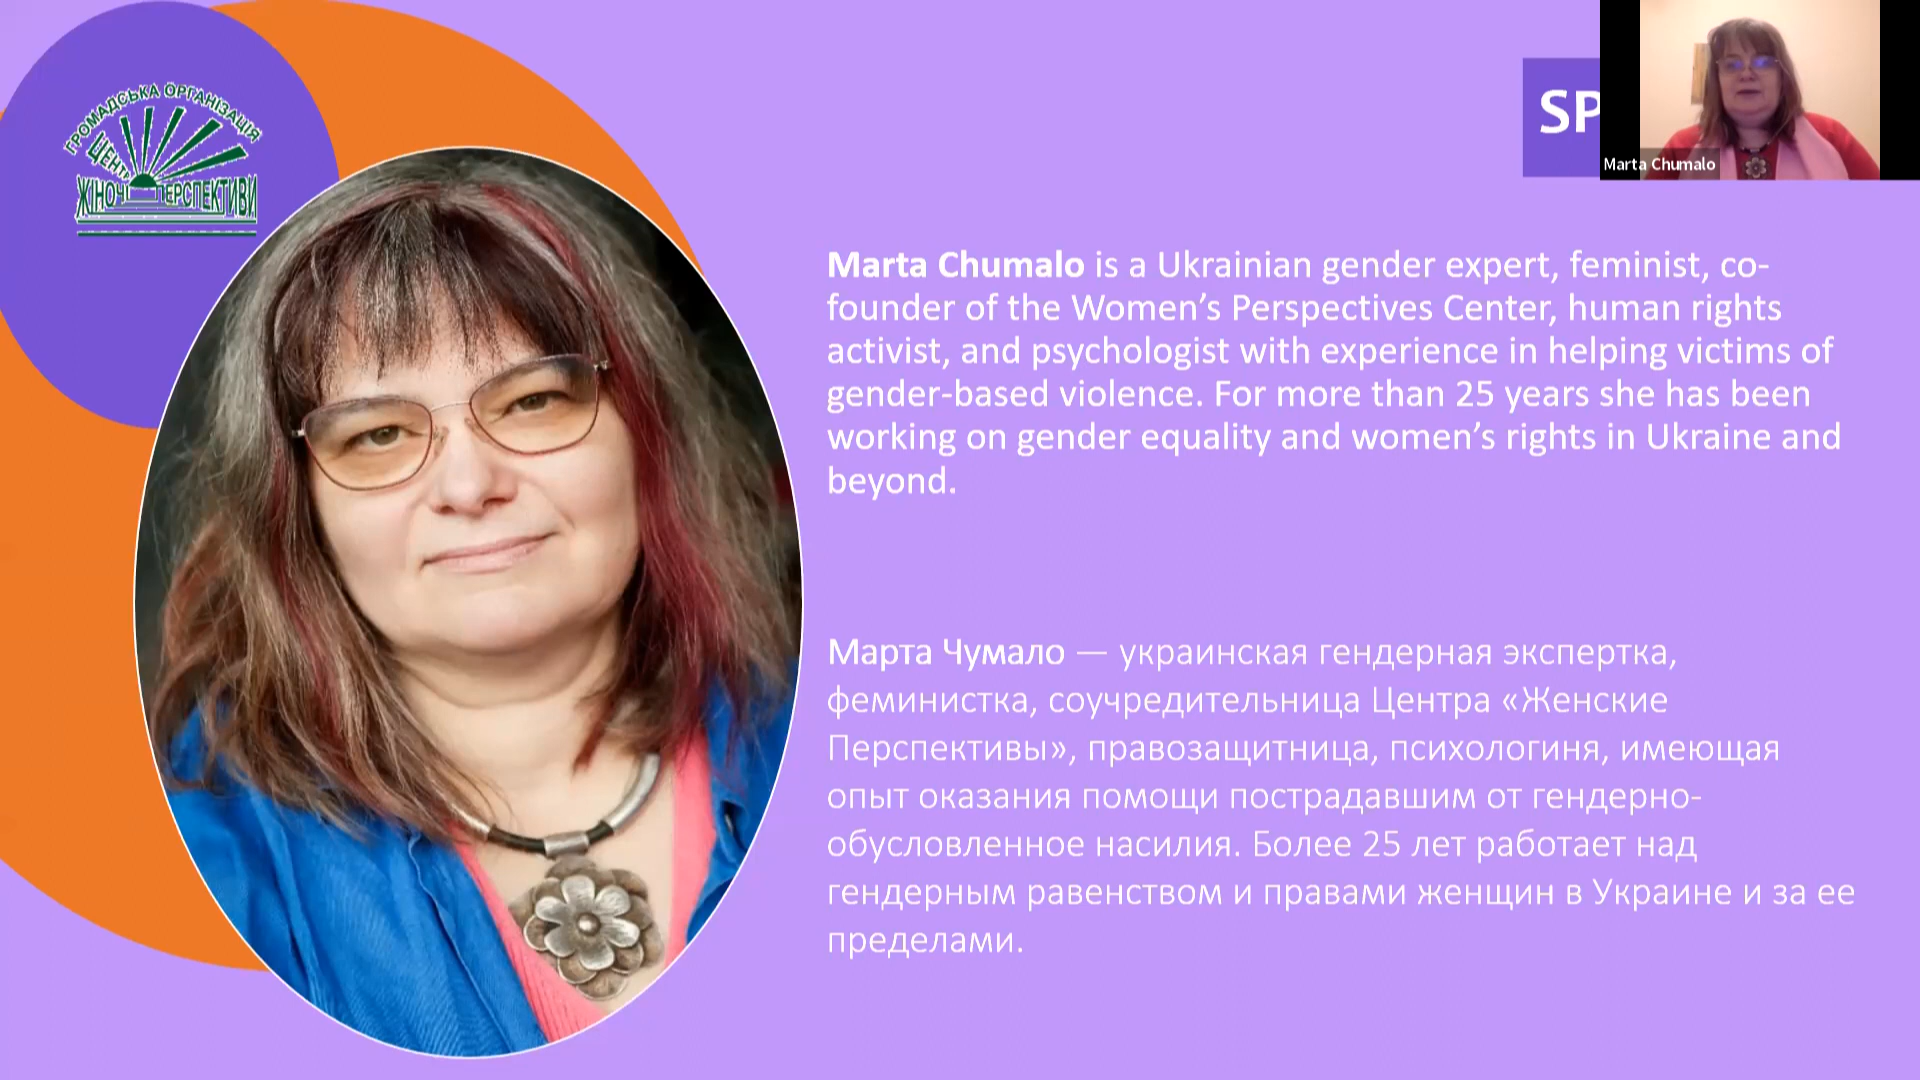 ГРОМАДСЬКА ОРГАНІЗАЦІЯ
ЦЕНТР
ЖІНОЧІ ПЕРСПЕКТИВИ
SP
Marta Chumalo
Marta Chumalo is a Ukrainian gender expert, feminist, co-
founder of the Women’s Perspectives Center, human rights
activist, and psychologist with experience in helping victims of
gender-based violence. For more than 25 years she has been
working on gender equality and women’s rights in Ukraine and
beyond.
Марта Чумало — украинская гендерная экспертка,
феминистка, соучредительница Центра «Женские
Перспективы», правозащитница, психологиня, имеющая
опыт оказания помощи пострадавшим от гендерно-
обусловленное насилия. Более 25 лет работает над
гендерным равенством и правами женщин в Украине и за ее
пределами.